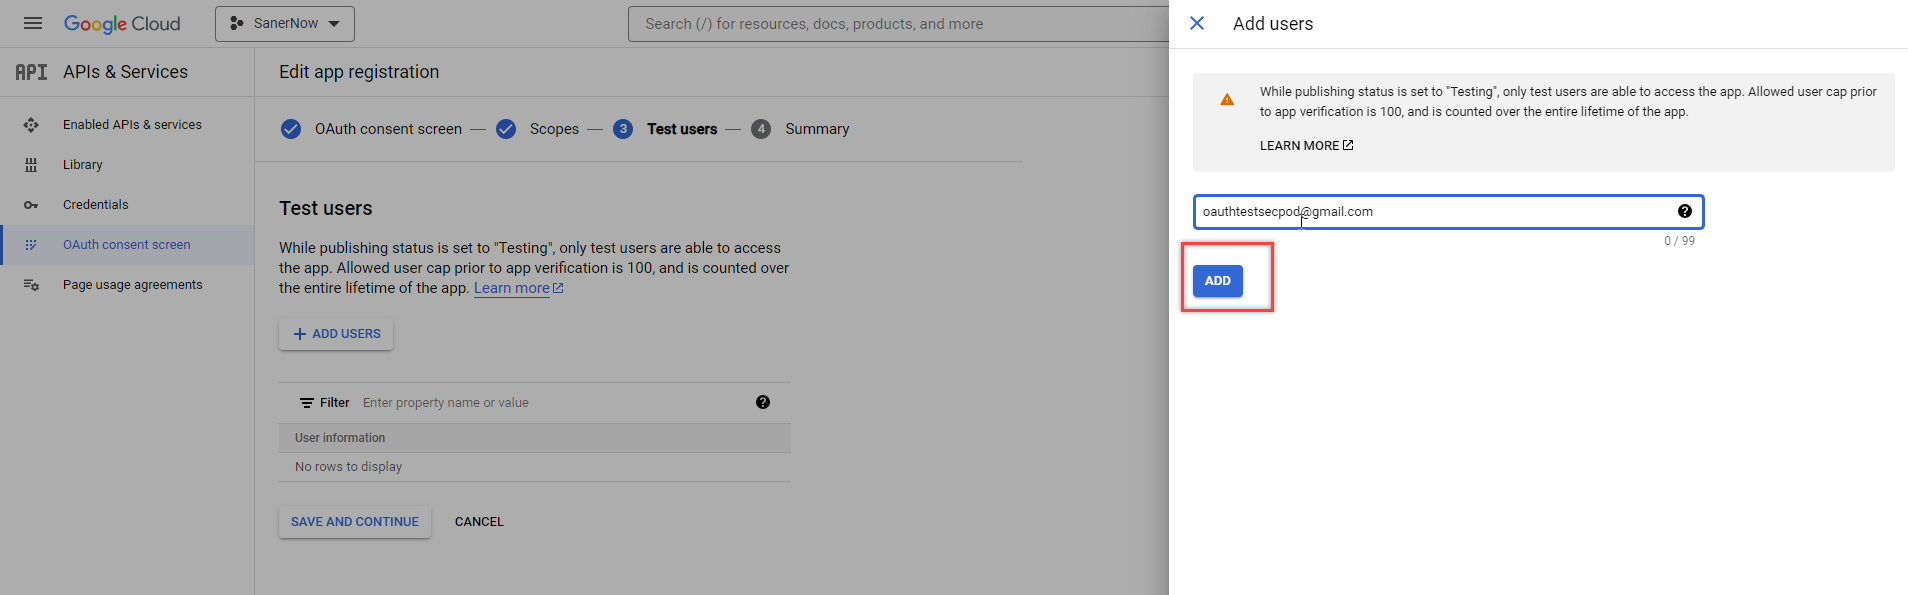 Google Cloud
SanerNow
Search (/) for resources, docs, products, and more
API APIs & Services
Enabled APIs & services
Library
Credentials
OAuth consent screen
Page usage agreements
Edit app registration
OAuth consent screen — Scopes — 3 Test users — 4 Summary
Test users
While publishing status is set to "Testing", only test users are able to access
the app. Allowed user cap prior to app verification is 100, and is counted over
the entire lifetime of the app. Learn more
ADD USERS
Filter Enter property name or value
User information
No rows to display
SAVE AND CONTINUE CANCEL
Add users
While publishing status is set to "Testing", only test users are able to access the app. Allowed user cap prior
to app verification is 100, and is counted over the entire lifetime of the app.
LEARN MORE
oauthtestsecpod@gmail.com
0 / 99
ADD